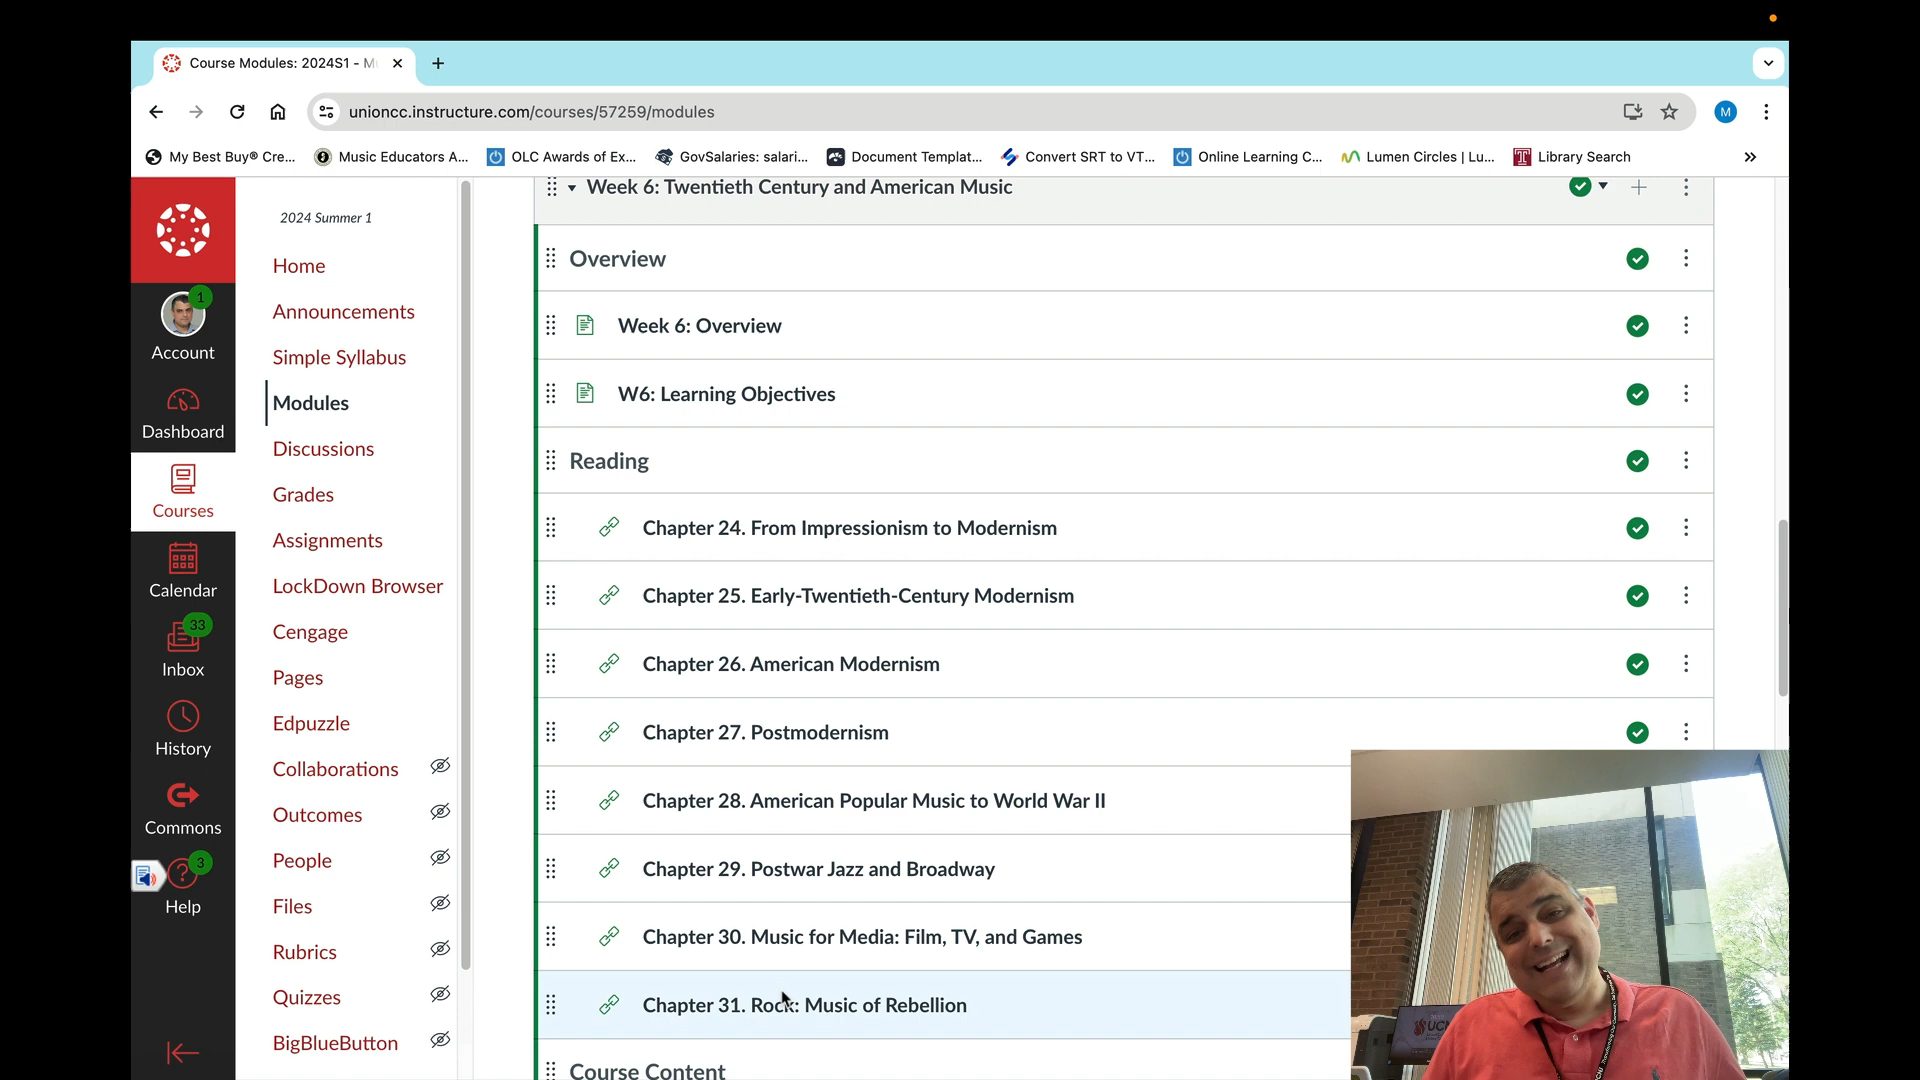 Course Modules: 2024S1 - M
unioncc.instructure.com/courses/57259/modules
M
My Best Buy® Cre...
Music Educators A...
OLC Awards of Ex...
GovSalaries: salari...
Document Templat...
Convert SRT to VT...
Online Learning C...
Lumen Circles | Lu...
Library Search
1
Account
Dashboard
Courses
Calendar
33
Inbox
History
Commons
3
Help
2024 Summer 1
Home
Announcements
Simple Syllabus
Modules
Discussions
Grades
Assignments
LockDown Browser
Cengage
Pages
Edpuzzle
Collaborations
Outcomes
People
Files
Rubrics
Quizzes
BigBlueButton
Week 6: Twentieth Century and American Music
Overview
Week 6: Overview
W6: Learning Objectives
Reading
Chapter 24. From Impressionism to Modernism
Chapter 25. Early-Twentieth-Century Modernism
Chapter 26. American Modernism
Chapter 27. Postmodernism
Chapter 28. American Popular Music to World War II
Chapter 29. Postwar Jazz and Broadway
Chapter 30. Music for Media: Film, TV, and Games
Chapter 31. Rock: Music of Rebellion
Course Content